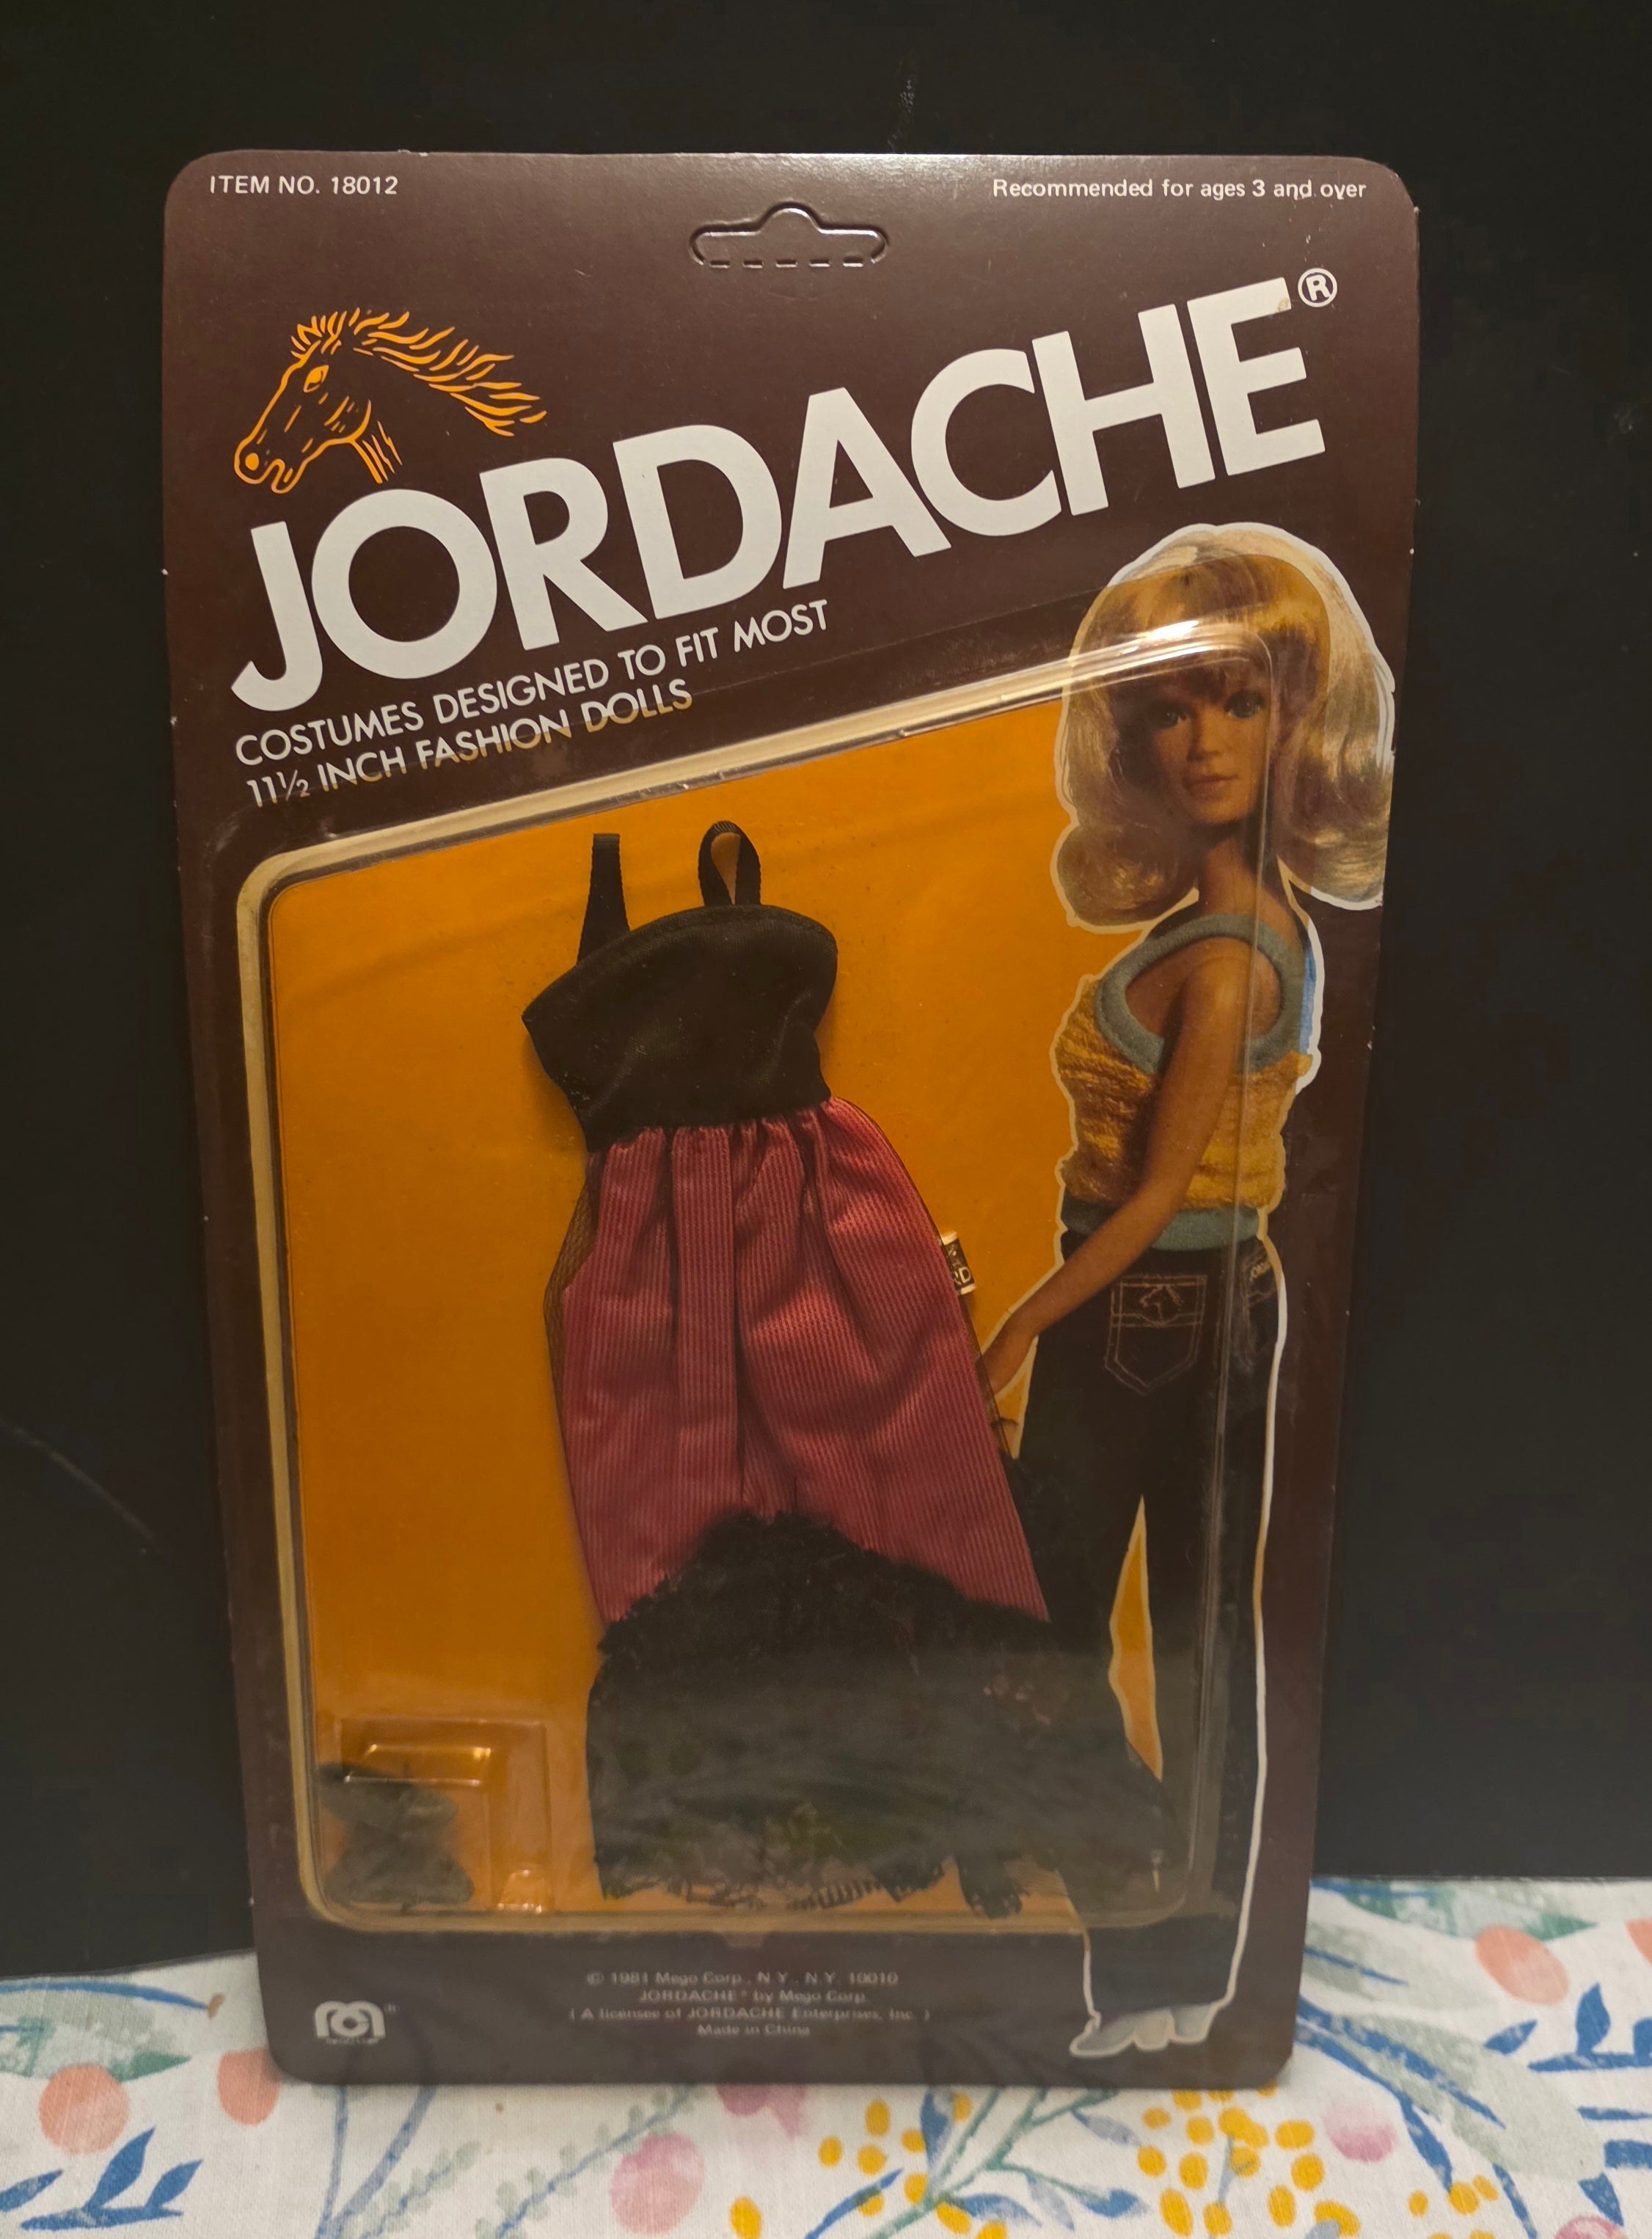 ITEM NO. 18012
Recommended for ages 3 and over
JORDACHE®
COSTUMES DESIGNED TO FIT MOST
11½ INCH FASHION DOLLS
RD
© 1981 Mego Corp., N.Y., N.Y. 10010
JORDACHE® by Mego Corp.
( A licensee of JORDACHE Enterprises, Inc. )
Made in China